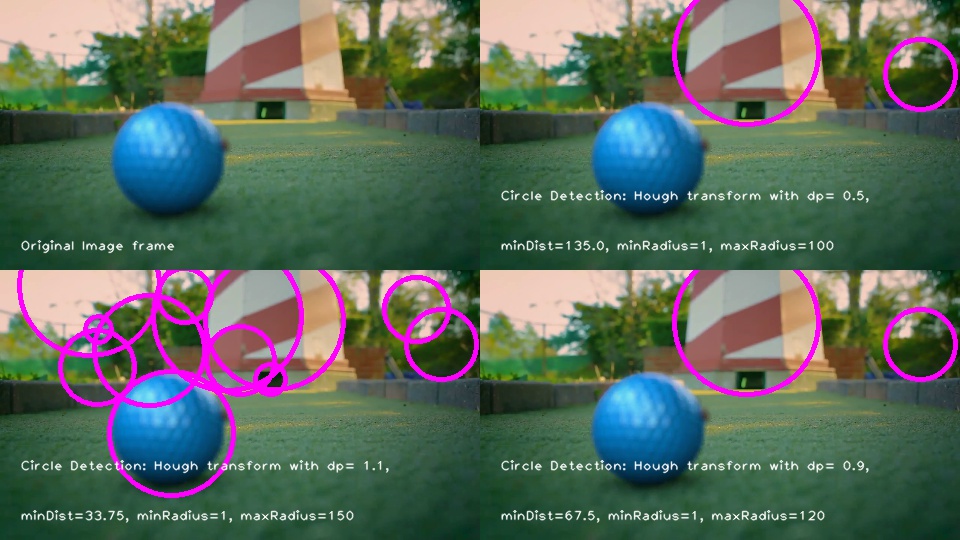 Original Image frame
Circle Detection: Hough transform with dp= 0.5,
minDist=135.0, minRadius=1, maxRadius=100
Circle Detection: Hough transform with dp= 1.1,
minDist=33.75, minRadius=1, maxRadius=150
Circle Detection: Hough transform with dp= 0.9,
minDist=67.5, minRadius=1, maxRadius=120